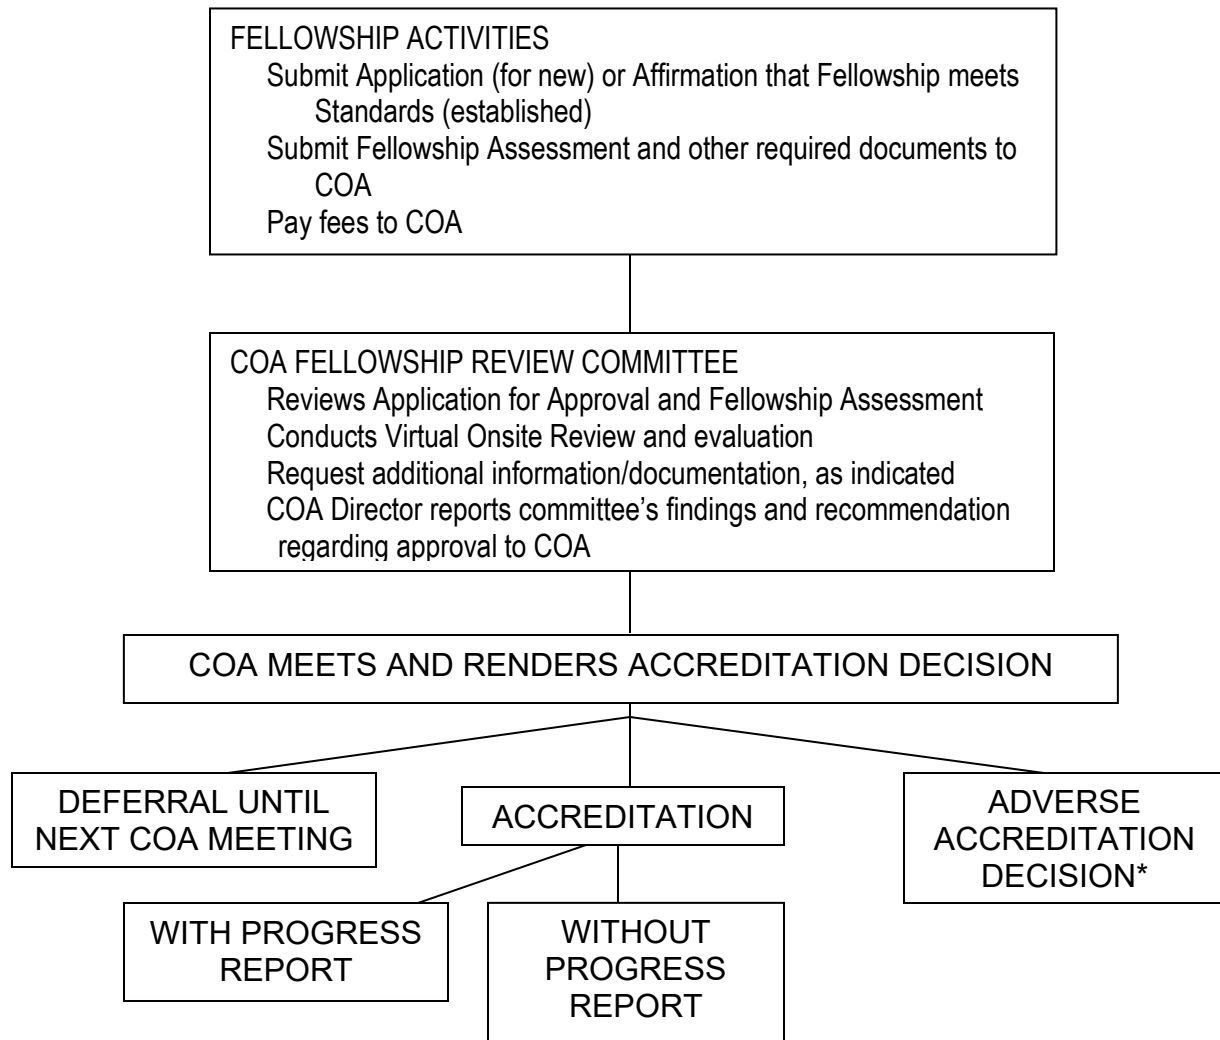 FELLOWSHIP ACTIVITIES
Submit Application (for new) or Affirmation that Fellowship meets
Standards (established)
Submit Fellowship Assessment and other required documents to
COA
Pay fees to COA
COA FELLOWSHIP REVIEW COMMITTEE
Reviews Application for Approval and Fellowship Assessment
Conducts Virtual Onsite Review and evaluation
Request additional information/documentation, as indicated
COA Director reports committee’s findings and recommendation
regarding approval to COA
COA MEETS AND RENDERS ACCREDITATION DECISION
DEFERRAL UNTIL
NEXT COA MEETING
ACCREDITATION
ADVERSE
ACCREDITATION
DECISION*
WITH PROGRESS
REPORT
WITHOUT
PROGRESS
REPORT